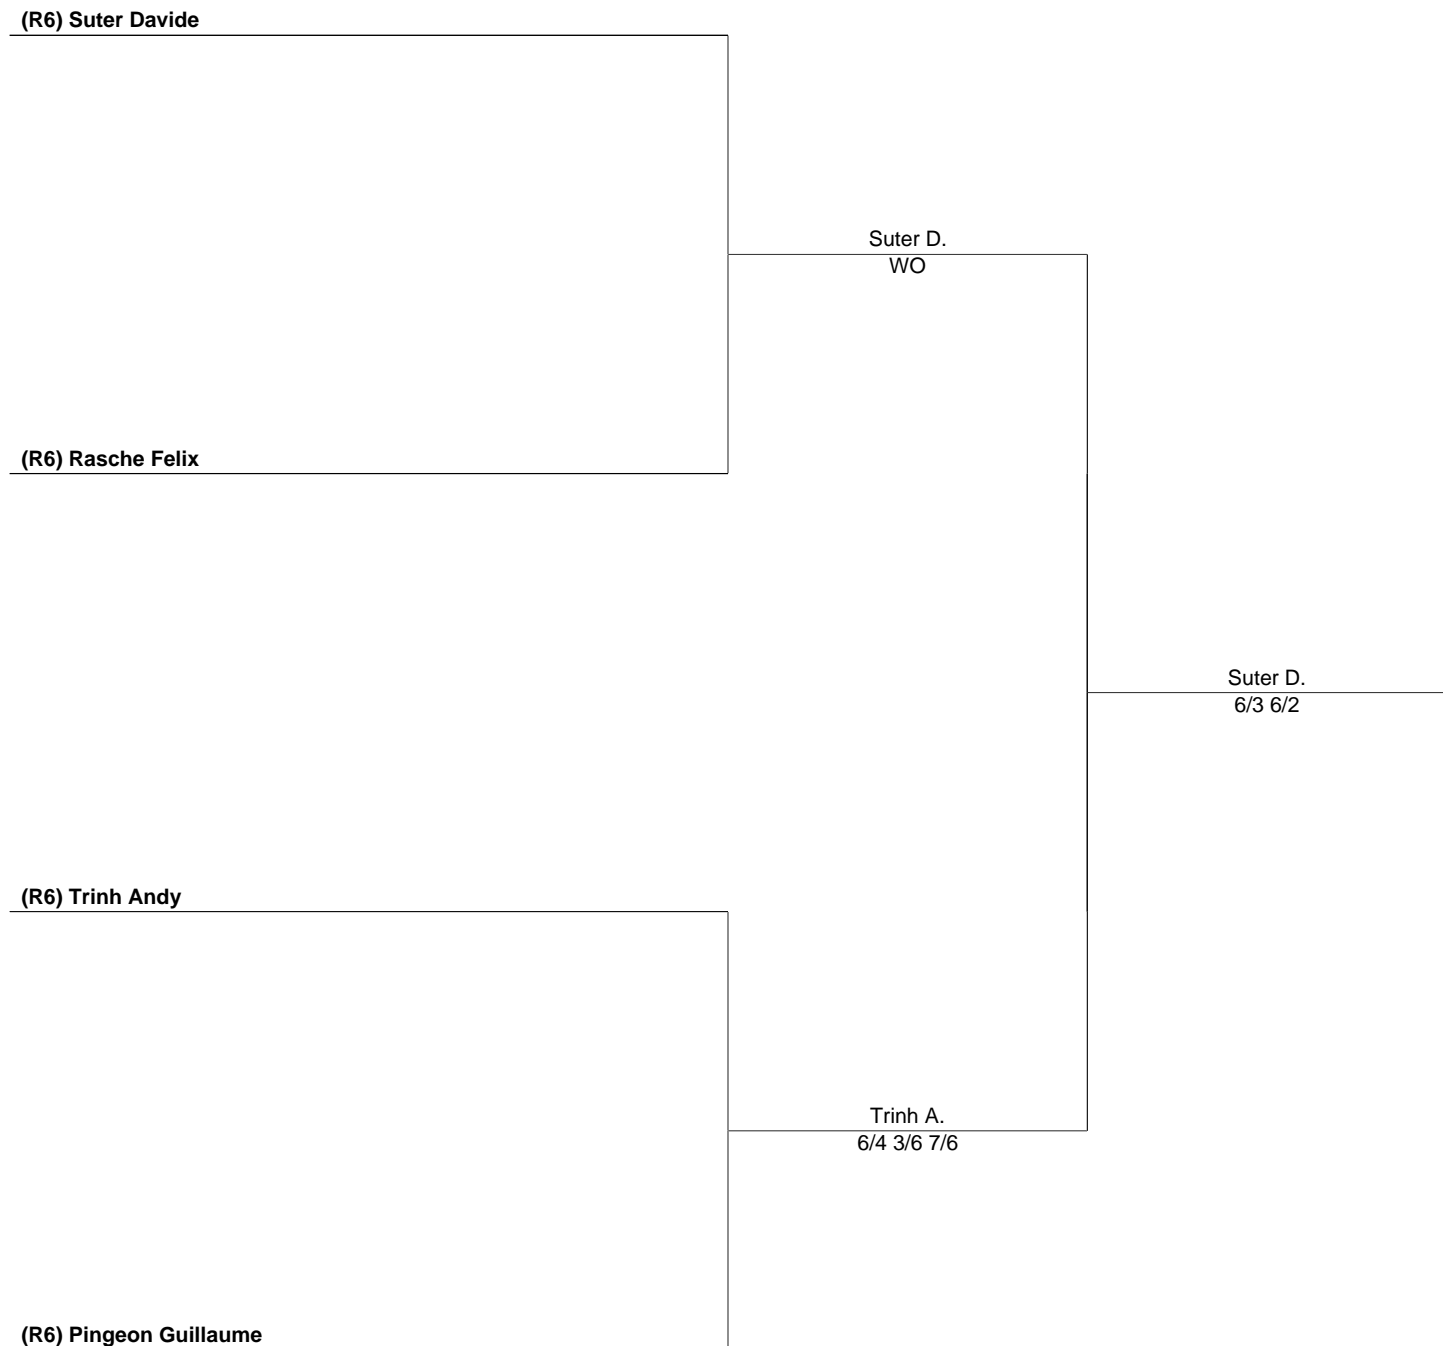 (R6) Suter Davide
Suter D.
WO
(R6) Rasche Felix
Suter D.
6/3 6/2
(R6) Trinh Andy
Trinh A.
6/4 3/6 7/6
(R6) Pingeon Guillaume